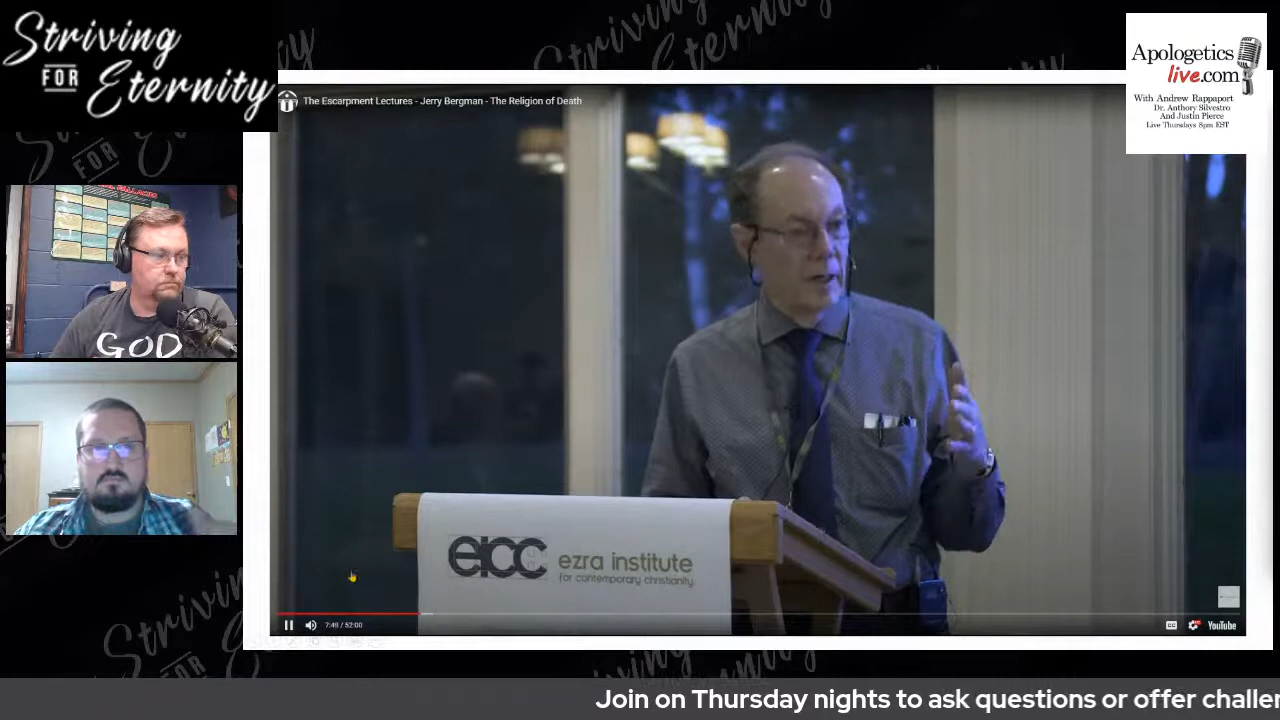 Striving
FOR
Eternity
Apologetics
live.com
With Andrew Rappaport
Dr. Anthony Silvestro
And Justin Pierce
Live Thursdays 8pm EST
The Escarpment Lectures - Jerry Bergman - The Religion of Death
GOD
eicc
ezra institute
for contemporary christianity
7:48 / 52:00
CC
YouTube
Join on Thursday nights to ask questions or offer challe